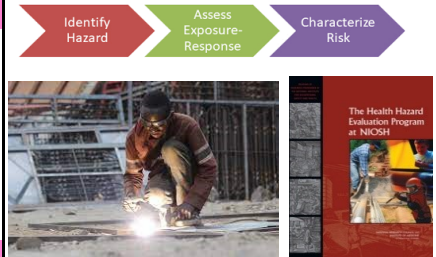 Identify
Hazard
Assess
Exposure-
Response
Characterize
Risk
The Health Hazard
Evaluation Program
at NIOSH